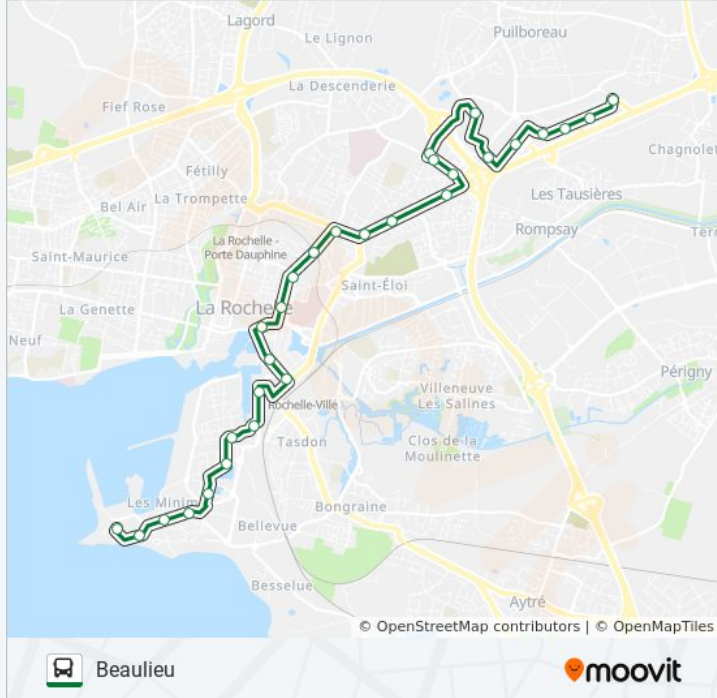 Lagord
Le Lignon
Puilboreau
La Descenderie
Fief Rose
Chagnolet
Fétilly
La Trompette
Les Tausières
Bel Air
Rompsay
La Rochelle -
Porte Dauphine
Saint-Maurice
Saint-Éloi
La Genette
La Rochelle
Neuf
Périgny
Villeneuve
Les Salines
Rochelle-Ville
Tasdon
Clos de la
Moulinette
Les Minim
Bongraine
Bellevue
Besselue
Aytré
© OpenStreetMap contributors | © OpenMapTiles
Beaulieu
moovit